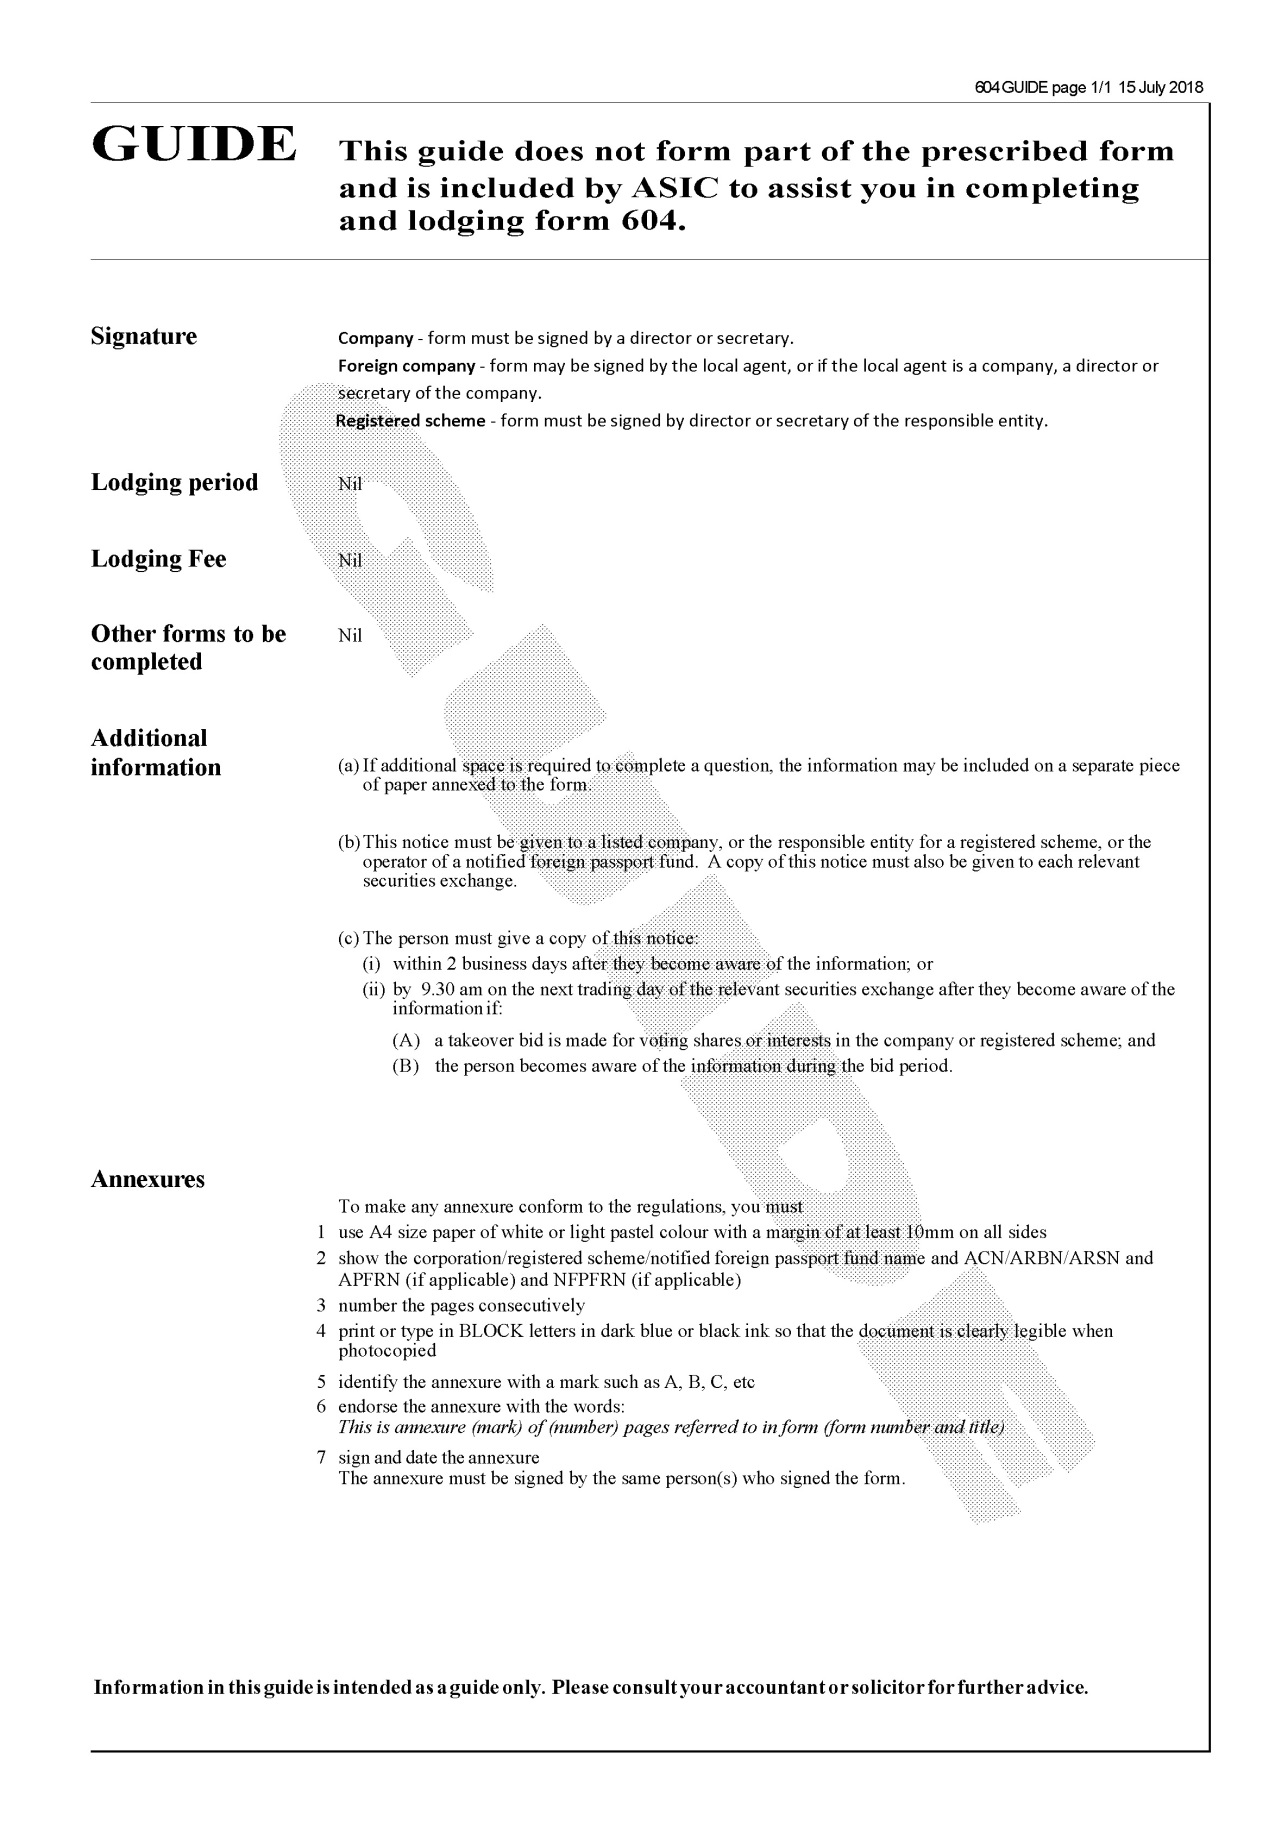 604 GUIDE page 1/1 15 July 2018
GUIDE
This guide does not form part of the prescribed form
and is included by ASIC to assist you in completing
and lodging form 604.
Signature
Company - form must be signed by a director or secretary.
Foreign company - form may be signed by the local agent, or if the local agent is a company, a director or
secretary of the company.
Registered scheme - form must be signed by director or secretary of the responsible entity.
Lodging period
Nil
Lodging Fee
Nil
Other forms to be
completed
Nil
Additional
information
(a) If additional space is required to complete a question, the information may be included on a separate piece
of paper annexed to the form.
(b) This notice must be given to a listed company, or the responsible entity for a registered scheme, or the
operator of a notified foreign passport fund. A copy of this notice must also be given to each relevant
securities exchange.
(c) The person must give a copy of this notice:
(i) within 2 business days after they become aware of the information; or
(ii) by 9.30 am on the next trading day of the relevant securities exchange after they become aware of the
information if:
(A) a takeover bid is made for voting shares or interests in the company or registered scheme; and
(B) the person becomes aware of the information during the bid period.
Annexures
To make any annexure conform to the regulations, you must
1 use A4 size paper of white or light pastel colour with a margin of at least 10mm on all sides
2 show the corporation/registered scheme/notified foreign passport fund name and ACN/ARBN/ARSN and
APFRN (if applicable) and NFPFRN (if applicable)
3 number the pages consecutively
4 print or type in BLOCK letters in dark blue or black ink so that the document is clearly legible when
photocopied
5 identify the annexure with a mark such as A, B, C, etc
6 endorse the annexure with the words:
This is annexure (mark) of (number) pages referred to in form (form number and title)
7 sign and date the annexure
The annexure must be signed by the same person(s) who signed the form.
GUIDE
Information in this guide is intended as a guide only. Please consult your accountant or solicitor for further advice.